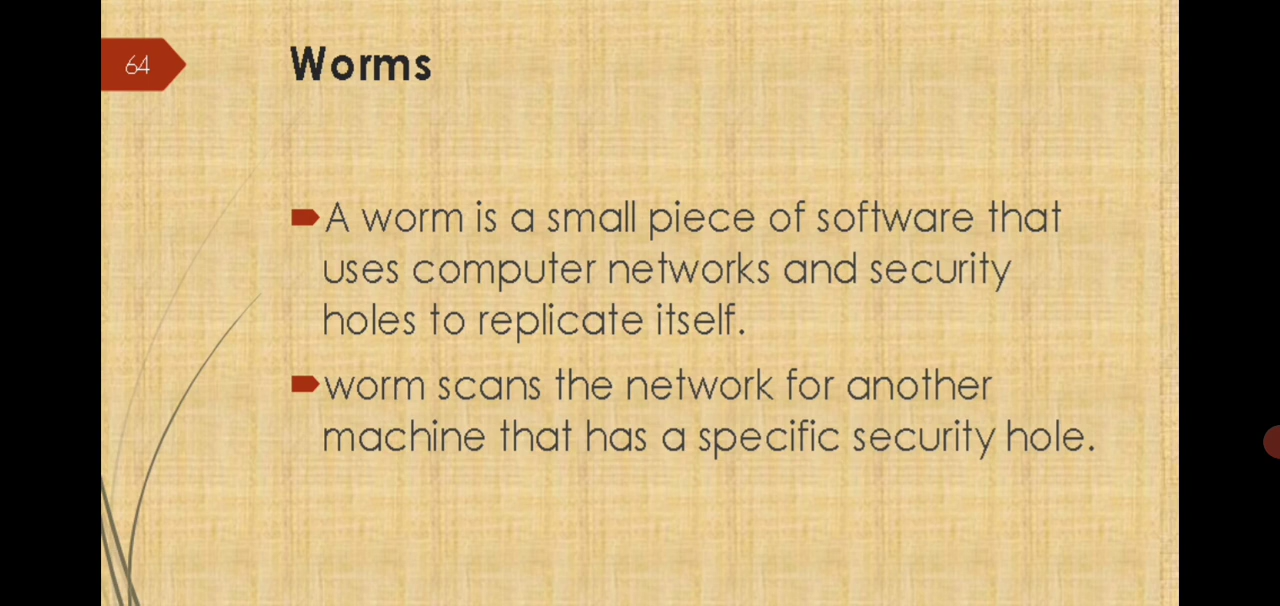 64
Worms
A worm is a small piece of software that
uses computer networks and security
holes to replicate itself.
worm scans the network for another
machine that has a specific security hole.